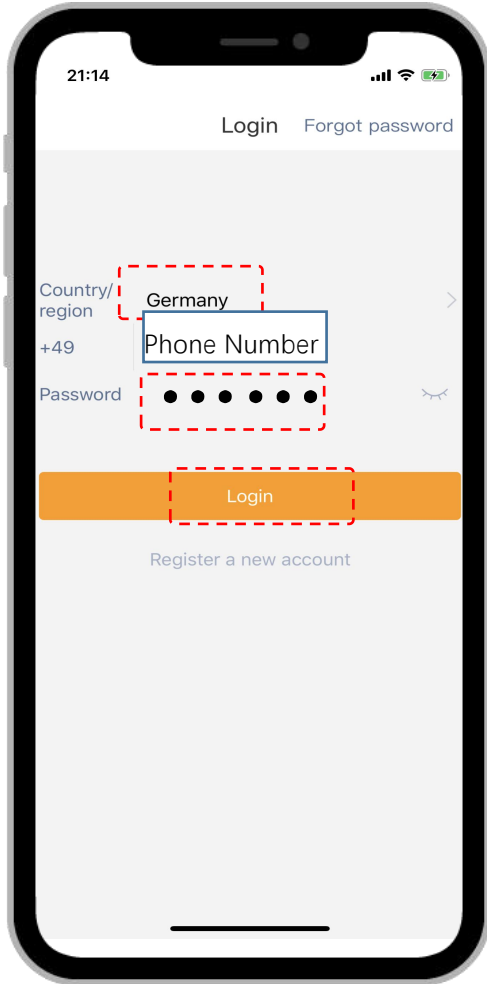 21:14
Login Forgot password
Country/
region
Germany
+49
Phone Number
Password ●●●●●●
Login
Register a new account